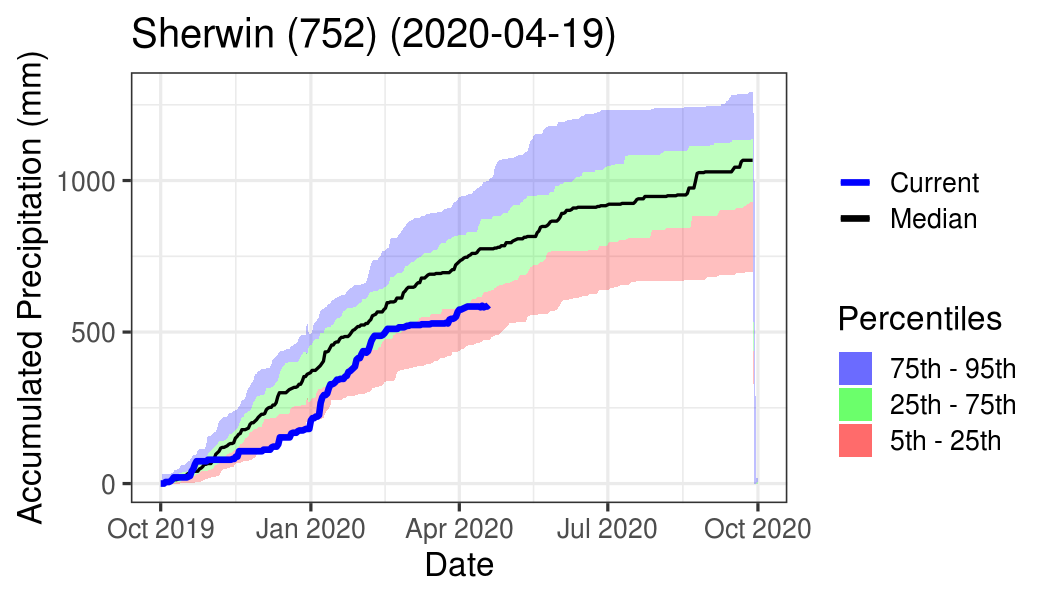 Sherwin (752) (2020-04-19)
Accumulated Precipitation (mm)
1000
500
0
Oct 2019 Jan 2020 Apr 2020 Jul 2020 Oct 2020
Date
Current
Median
Percentiles
75th - 95th
25th - 75th
5th - 25th